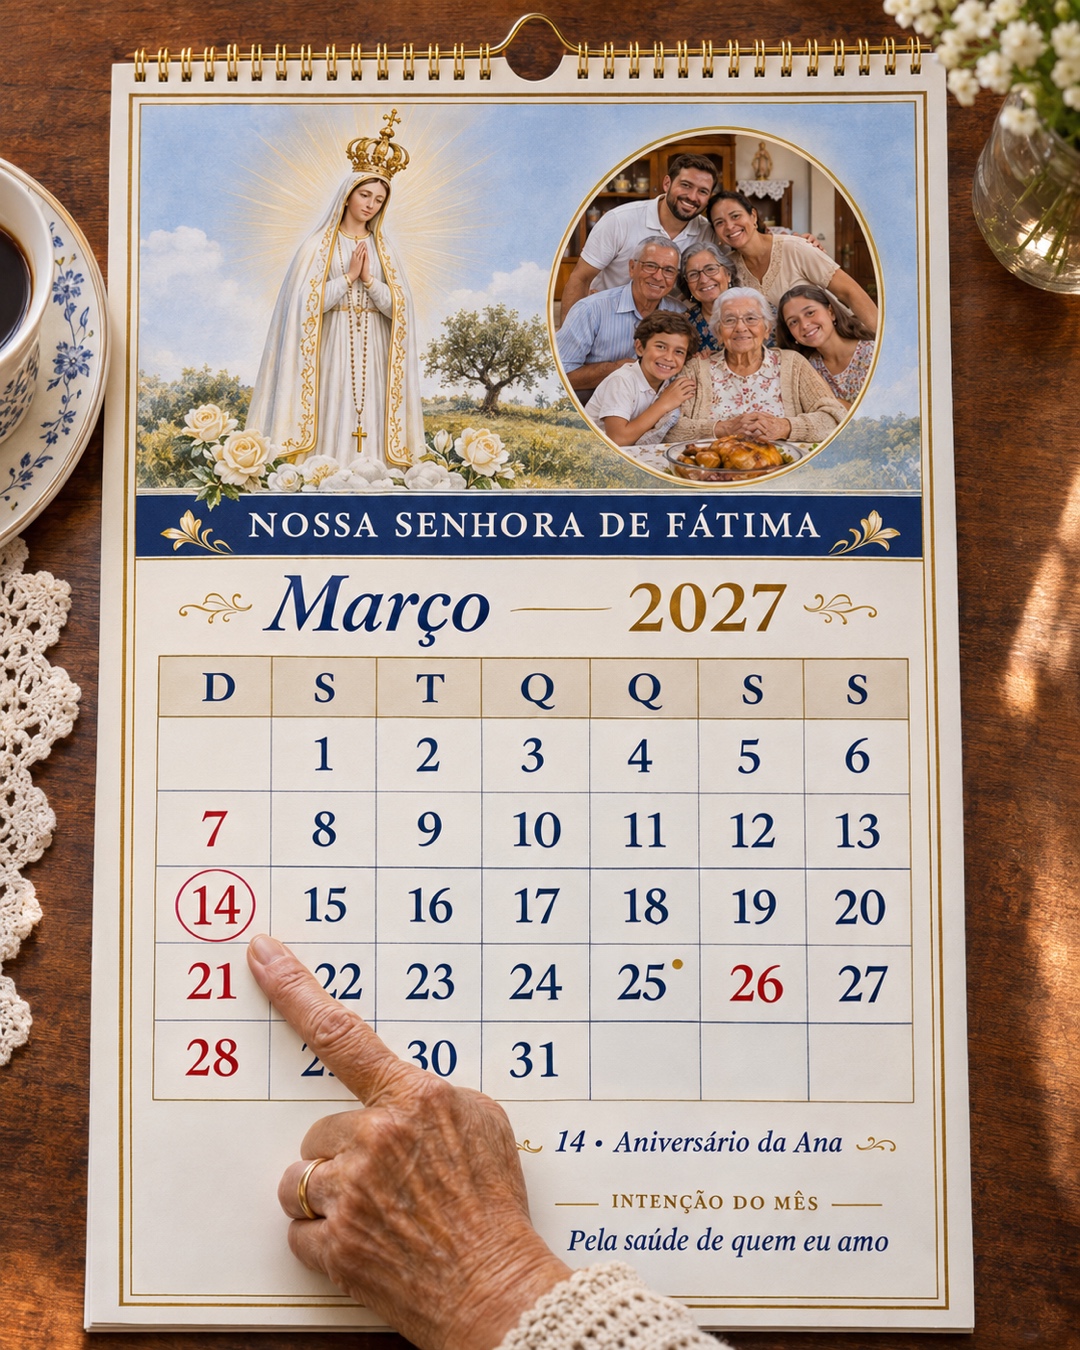 NOSSA SENHORA DE FÁTIMA
Março 2027
D S T Q Q S S
1 2 3 4 5 6
7 8 9 10 11 12 13
14 15 16 17 18 19 20
21 22 23 24 25 26 27
28 30 31
14 • Aniversário da Ana
INTENÇÃO DO MÊS
Pela saúde de quem eu amo